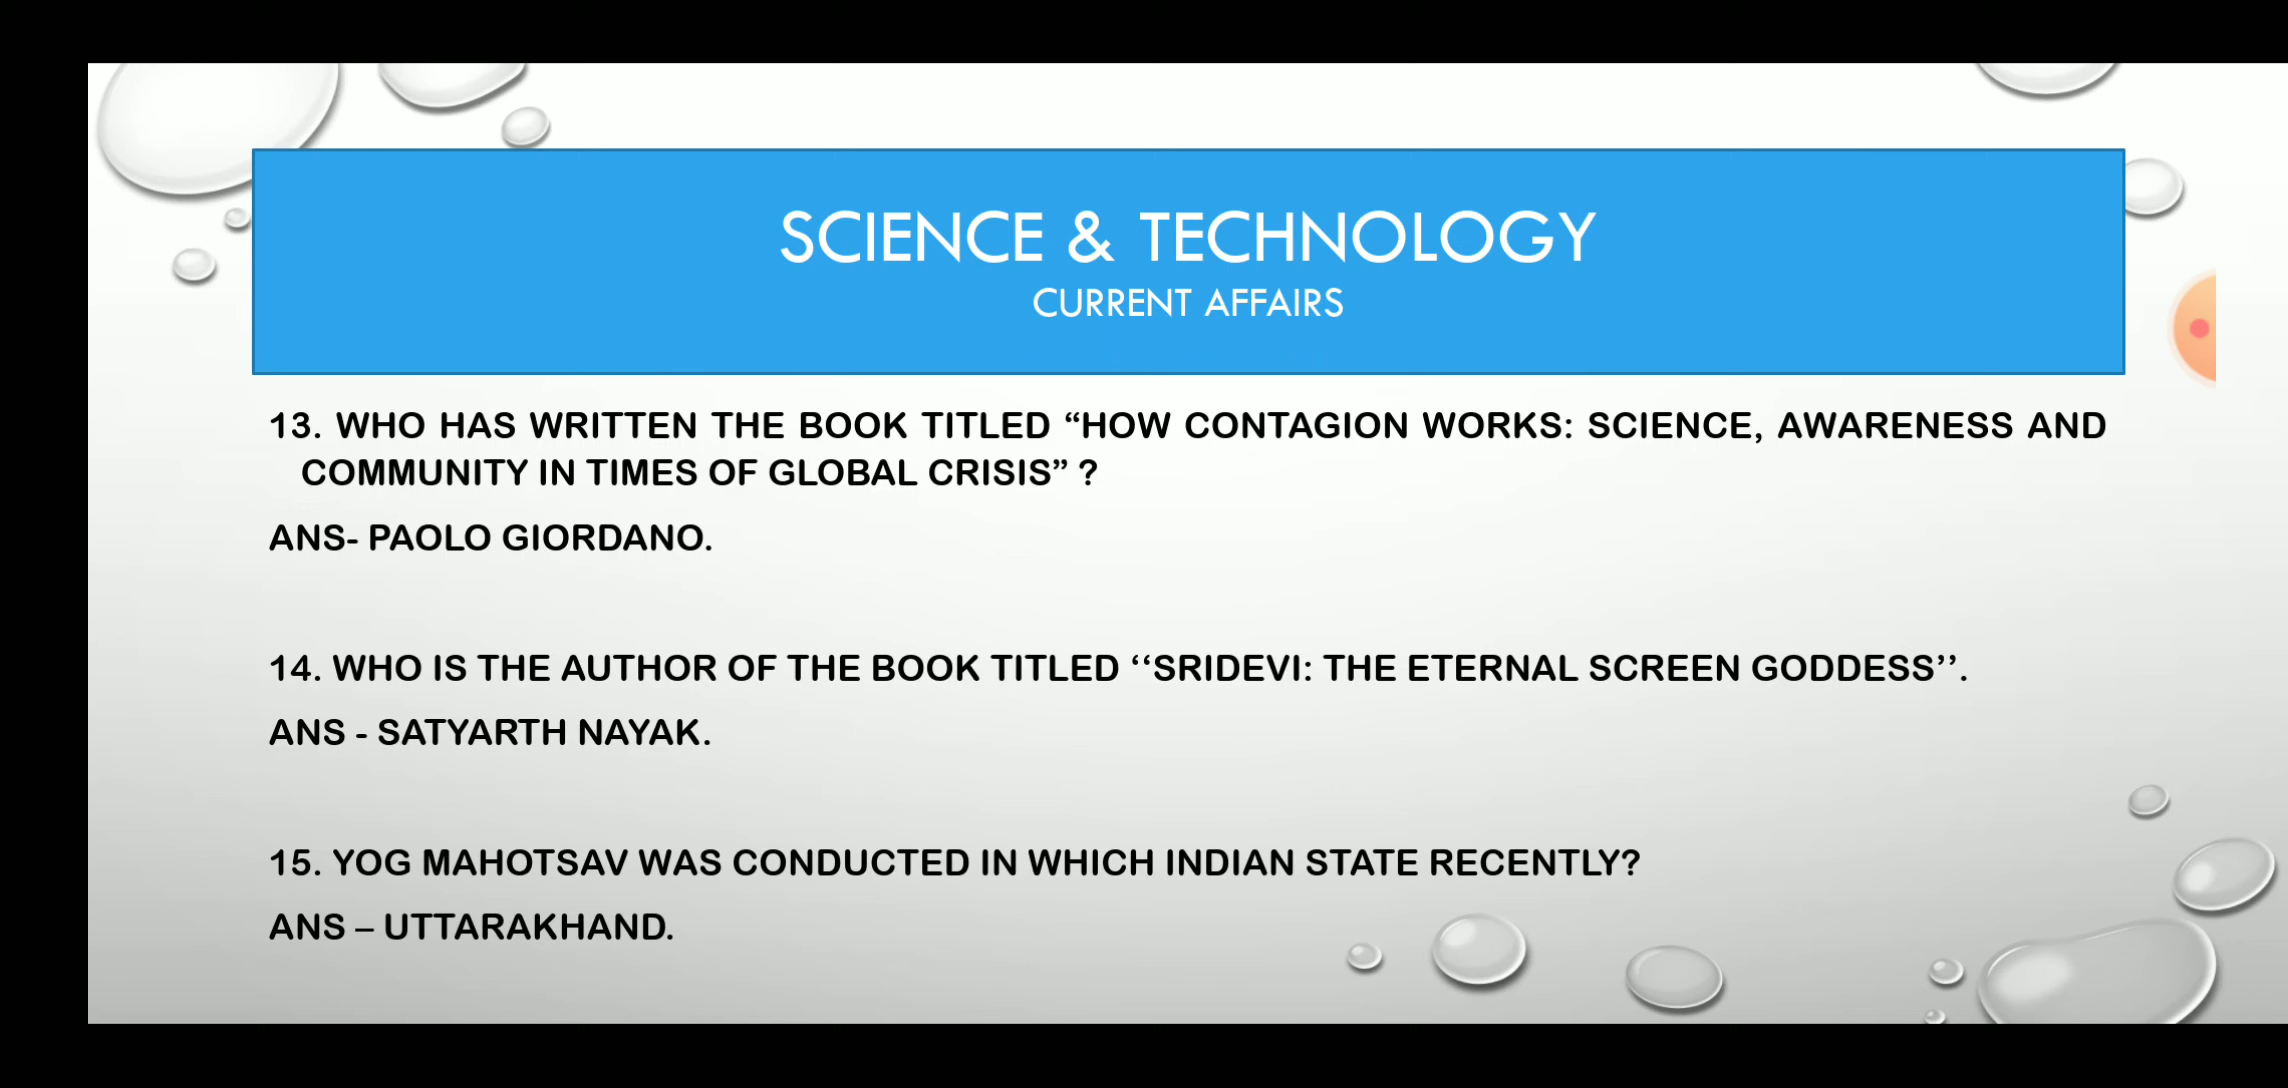 SCIENCE & TECHNOLOGY
CURRENT AFFAIRS
13. WHO HAS WRITTEN THE BOOK TITLED “HOW CONTAGION WORKS: SCIENCE, AWARENESS AND
COMMUNITY IN TIMES OF GLOBAL CRISIS” ?
ANS- PAOLO GIORDANO.
14. WHO IS THE AUTHOR OF THE BOOK TITLED ‘‘SRIDEVI: THE ETERNAL SCREEN GODDESS’’.
ANS - SATYARTH NAYAK.
15. YOG MAHOTSAV WAS CONDUCTED IN WHICH INDIAN STATE RECENTLY?
ANS – UTTARAKHAND.